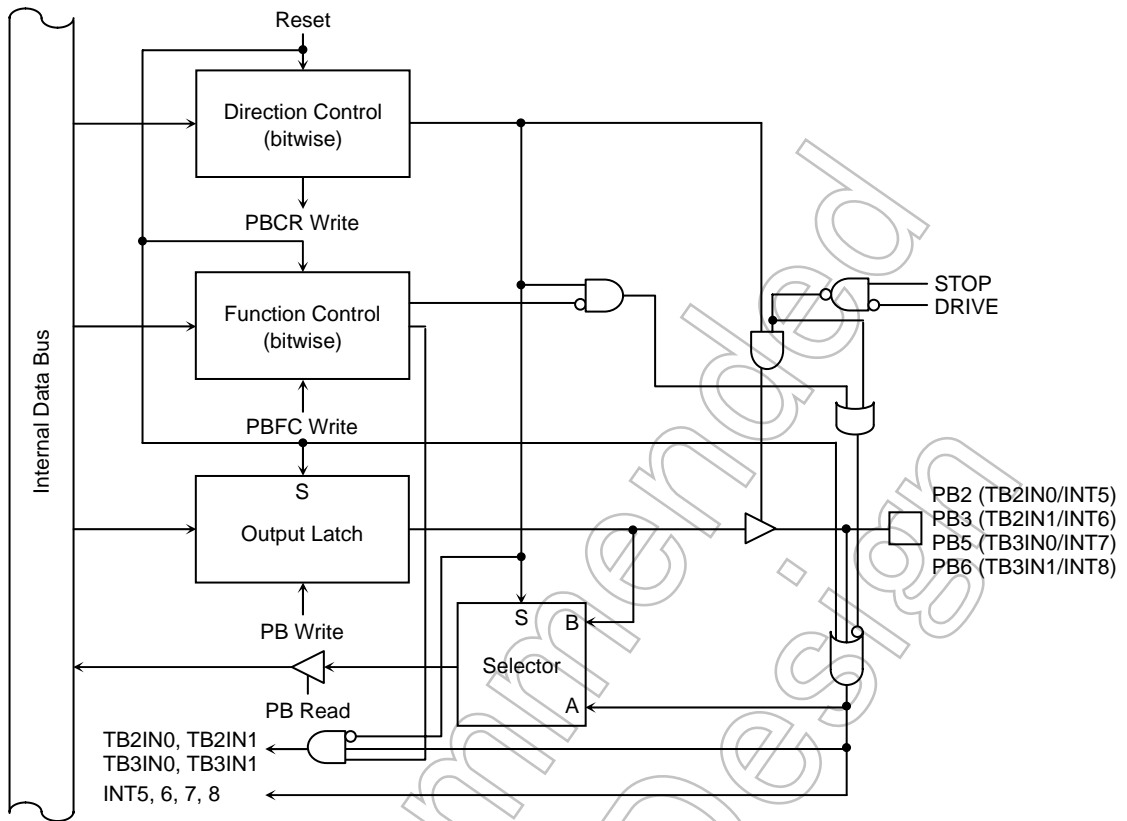 Reset
Direction Control
(bitwise)
PBCR Write
Function Control
(bitwise)
STOP
DRIVE
PBFC Write
Internal Data Bus
S
Output Latch
PB2 (TB2IN0/INT5)
PB3 (TB2IN1/INT6)
PB5 (TB3IN0/INT7)
PB6 (TB3IN1/INT8)
PB Write
S
B
Selector
A
PB Read
TB2IN0, TB2IN1
TB3IN0, TB3IN1
INT5, 6, 7, 8
mmended
Design